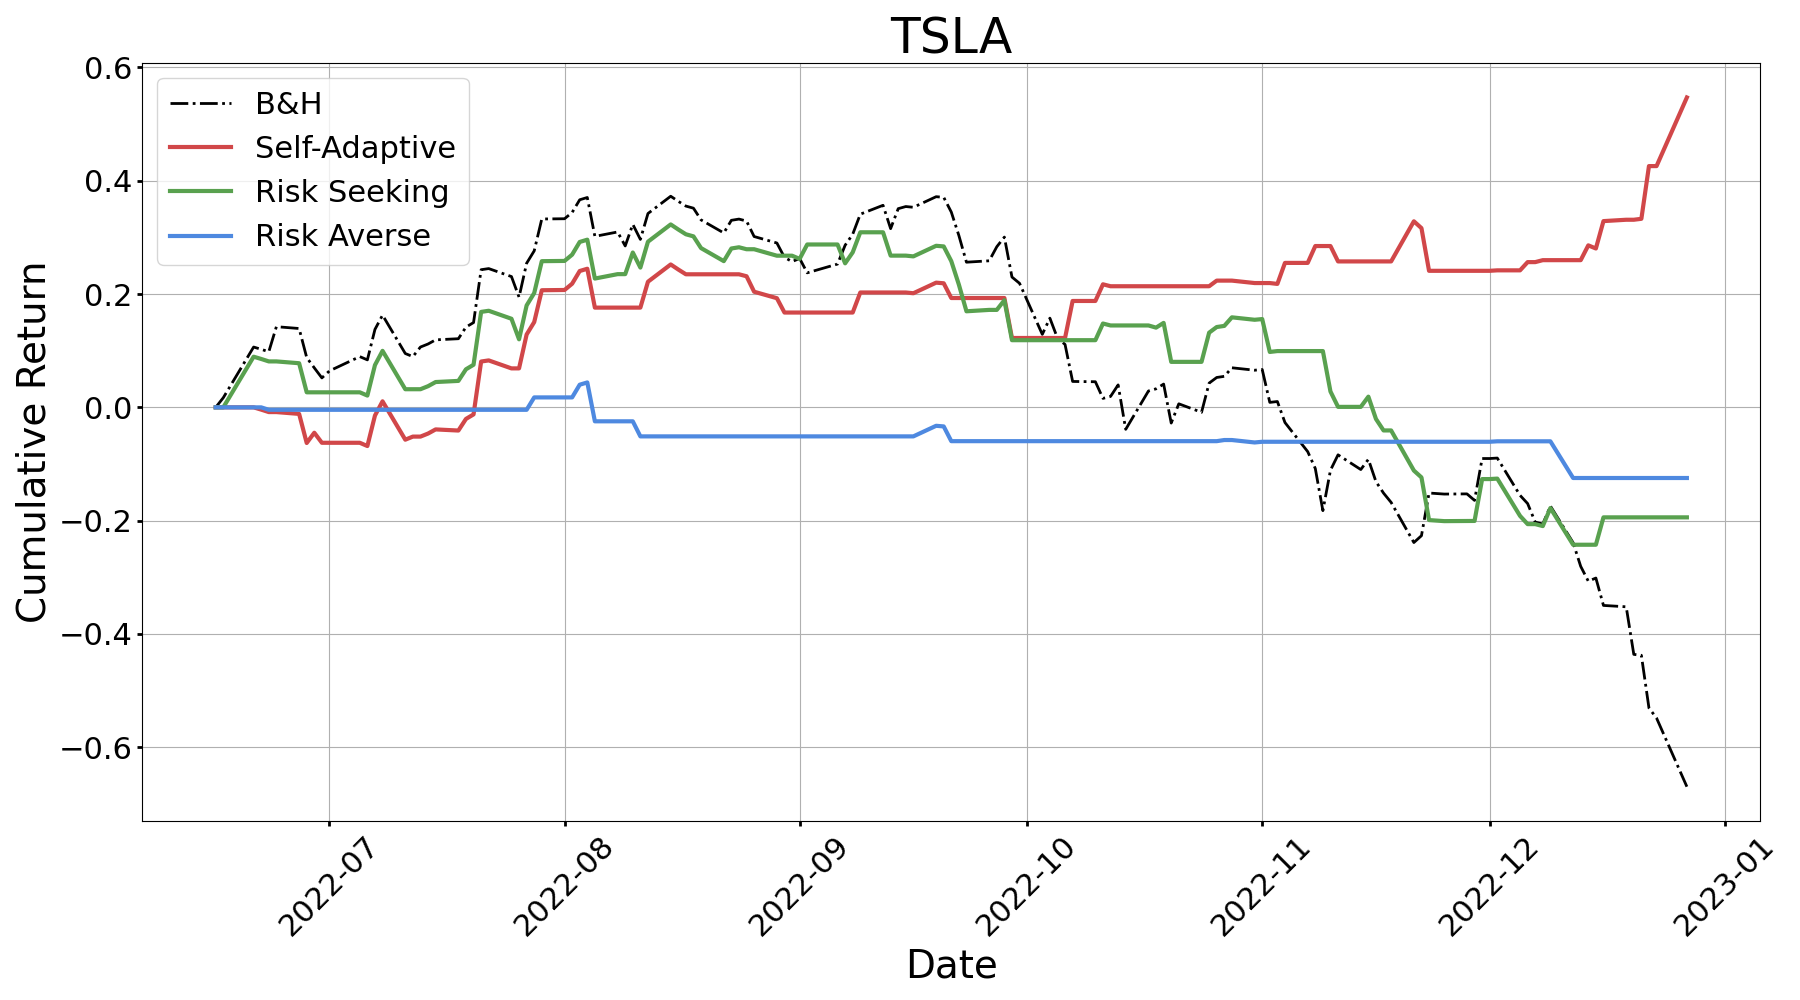 TSLA
B&H
Self-Adaptive
Risk Seeking
Risk Averse
Cumulative Return
0.6
0.4
0.2
0.0
−0.2
−0.4
−0.6
2022-07
2022-08
2022-09
2022-10
2022-11
2022-12
2023-01
Date